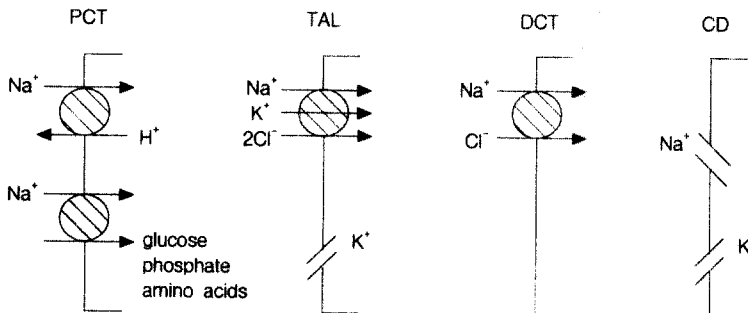 PCT
TAL
DCT
CD
Na⁺
H⁺
Na⁺
glucose
phosphate
amino acids
Na⁺
K⁺
2Cl⁻
K⁺
Na⁺
Cl⁻
Na⁺
K